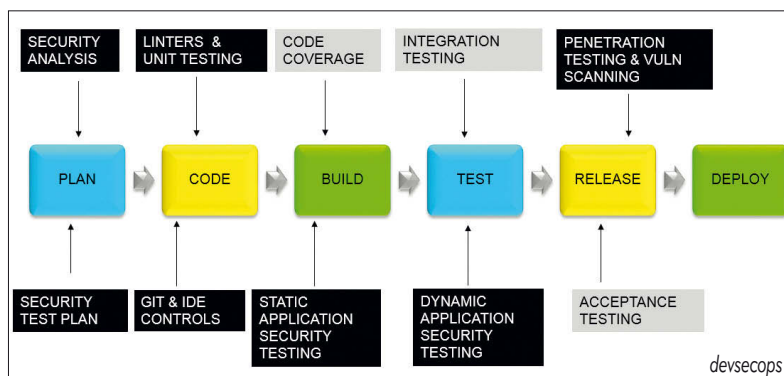 SECURITY
ANALYSIS
LINTERS &
UNIT TESTING
CODE
COVERAGE
INTEGRATION
TESTING
PENETRATION
TESTING & VULN
SCANNING
PLAN
CODE
BUILD
TEST
RELEASE
DEPLOY
SECURITY
TEST PLAN
GIT & IDE
CONTROLS
STATIC
APPLICATION
SECURITY
TESTING
DYNAMIC
APPLICATION
SECURITY
TESTING
ACCEPTANCE
TESTING
devsecops